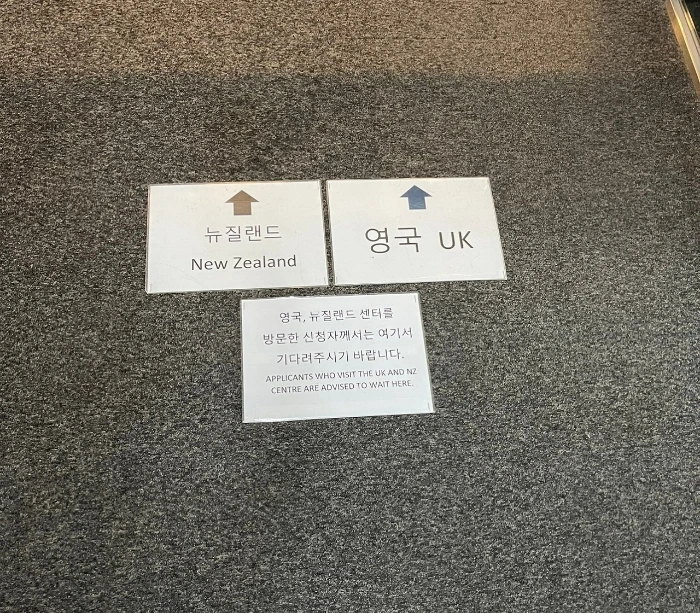 뉴질랜드
New Zealand
영국 UK
영국, 뉴질랜드 센터를
방문한 신청자께서는 여기서
기다려주시기 바랍니다.
APPLICANTS WHO VISIT THE UK AND NZ
CENTRE ARE ADVISED TO WAIT HERE.